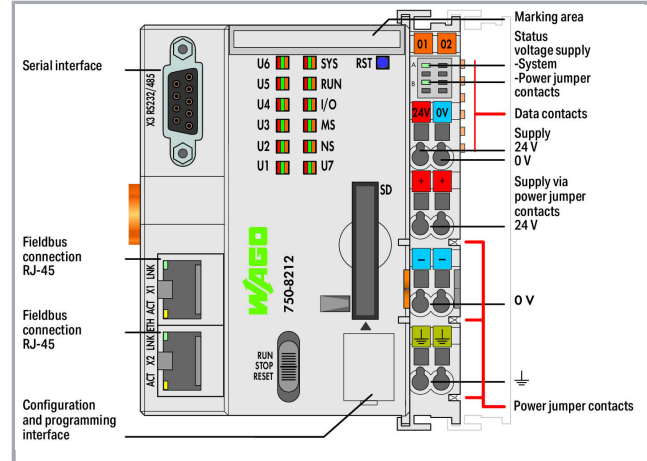 Marking area
Serial interface
X3 RS232/485
U6
SYS
RST
U5
RUN
U4
I/O
U3
MS
U2
NS
U1
U7
01
02
A
B
Status
voltage supply
-System
-Power jumper
contacts
Data contacts
24V
0V
Supply
24 V
0 V
SD
+
+
Supply via
power jumper
contacts
24 V
WAGO
750-8212
Fieldbus
connection
RJ-45
ACT X1 LNK
ETH
−
−
0 V
Fieldbus
connection
RJ-45
ACT X2 LNK
RUN
STOP
RESET
Configuration
and programming
interface
Power jumper contacts